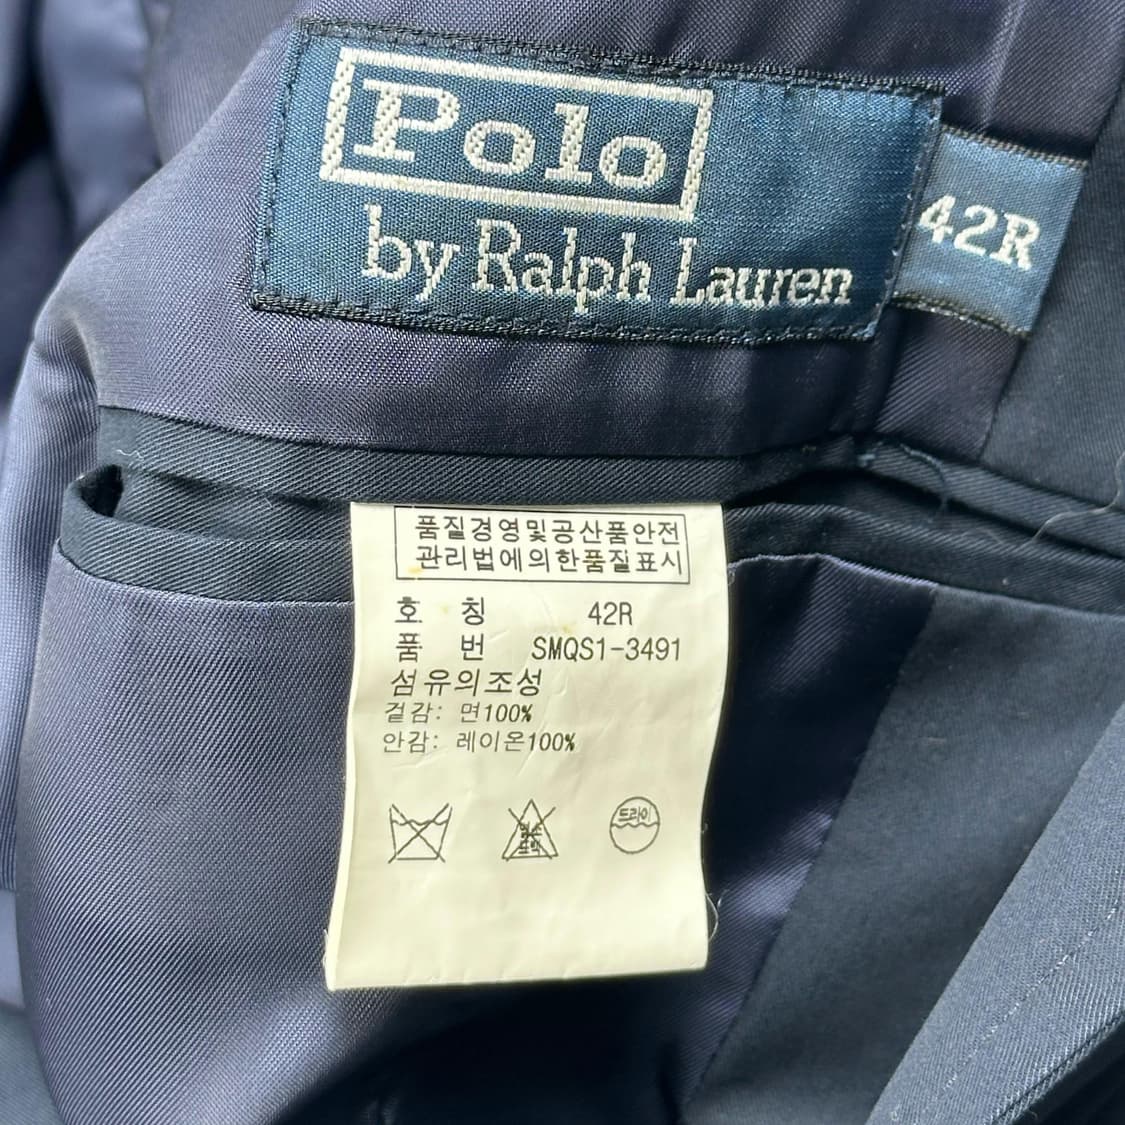 Polo
by Ralph Lauren
42R
품질경영및공산품안전
관리법에의한품질표시
호 칭 42R
품 번 SMQS1-3491
섬유의조성
겉감: 면100%
안감: 레이온100%
드라이